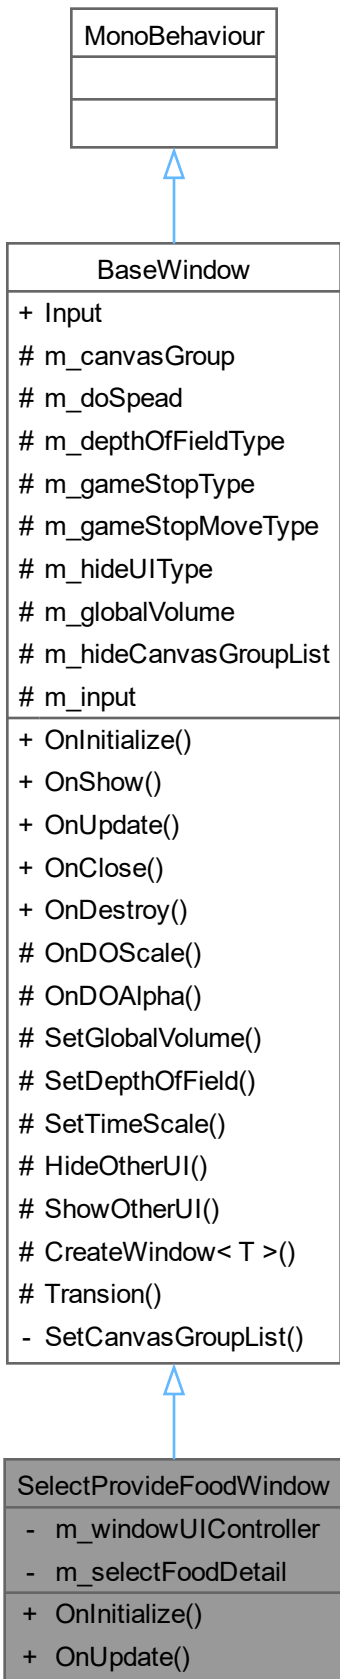 MonoBehaviour
BaseWindow
+ Input
# m_canvasGroup
# m_doSpead
# m_depthOfFieldType
# m_gameStopType
# m_gameStopMoveType
# m_hideUIType
# m_globalVolume
# m_hideCanvasGroupList
# m_input
+ OnInitialize()
+ OnShow()
+ OnUpdate()
+ OnClose()
+ OnDestroy()
# OnDOScale()
# OnDOAlpha()
# SetGlobalVolume()
# SetDepthOfField()
# SetTimeScale()
# HideOtherUI()
# ShowOtherUI()
# CreateWindow< T >()
# Transion()
- SetCanvasGroupList()
SelectProvideFoodWindow
- m_windowUIController
- m_selectFoodDetail
+ OnInitialize()
+ OnUpdate()